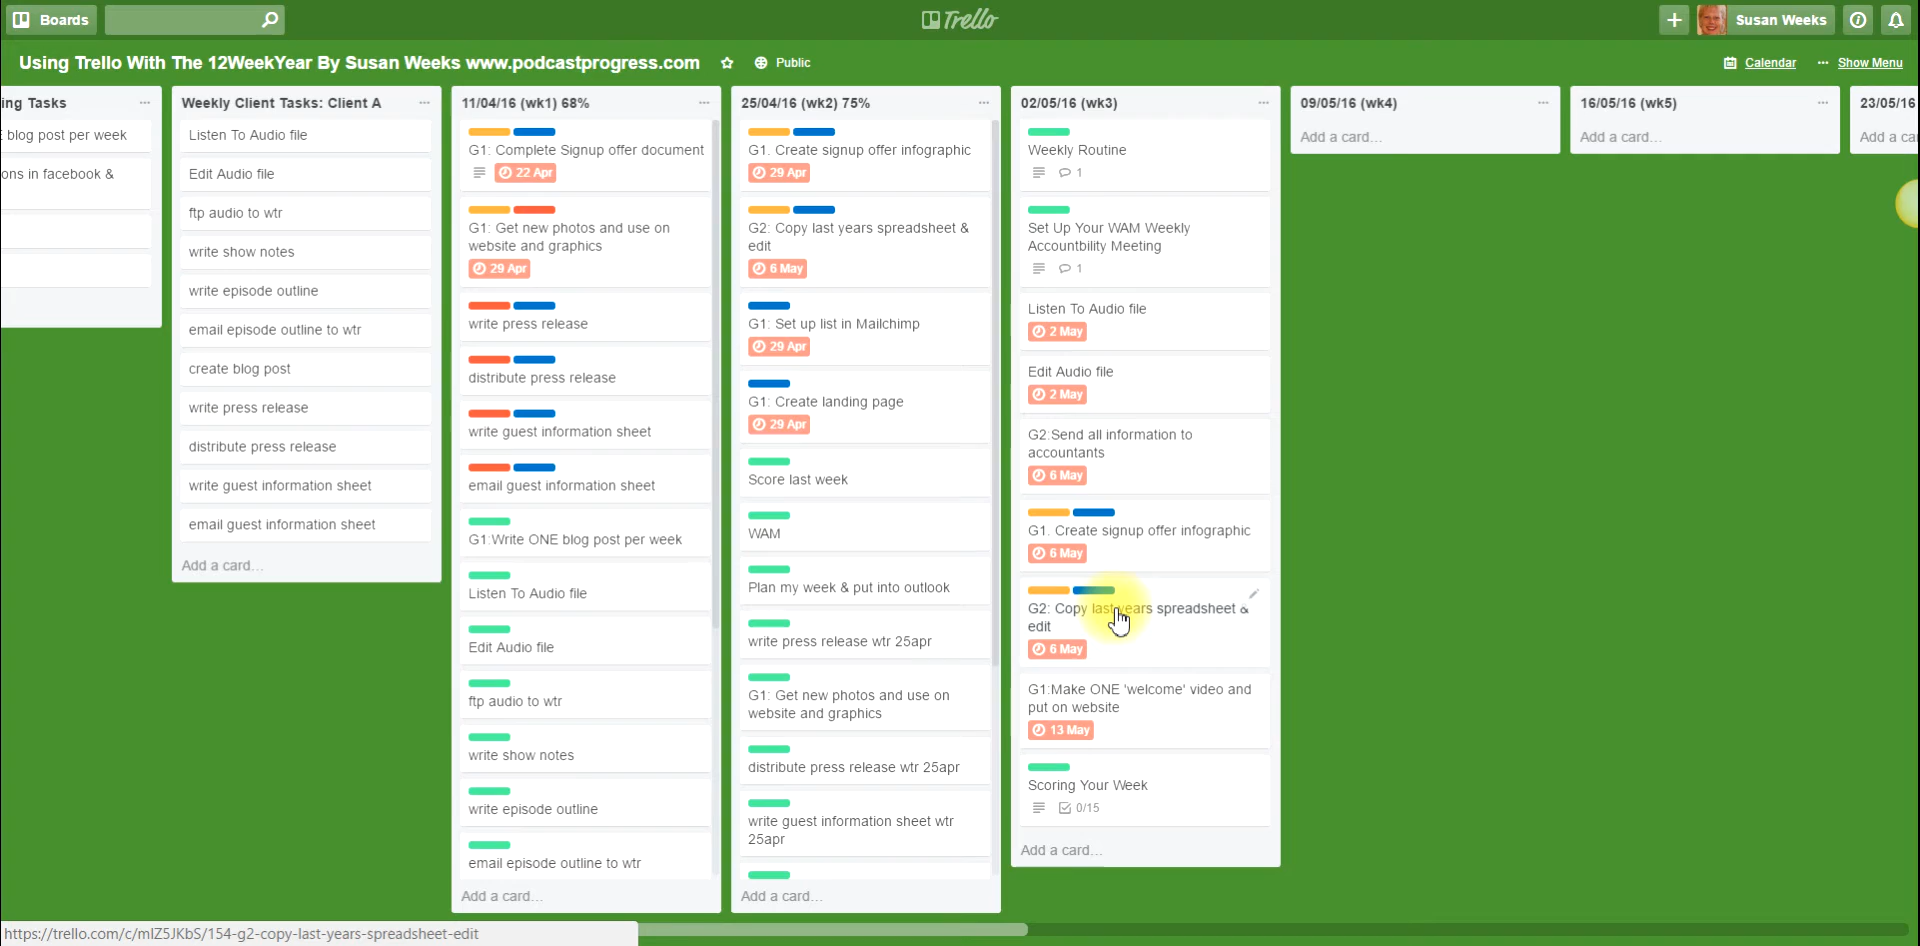 Boards
Trello
Susan Weeks
Using Trello With The 12WeekYear By Susan Weeks www.podcastprogress.com
Public
Calendar
Show Menu
ing Tasks
blog post per week
ons in facebook &
Weekly Client Tasks: Client A
Listen To Audio file
Edit Audio file
ftp audio to wtr
write show notes
write episode outline
email episode outline to wtr
create blog post
write press release
distribute press release
write guest information sheet
email guest information sheet
Add a card...
11/04/16 (wk1) 68%
G1: Complete Signup offer document
22 Apr
G1: Get new photos and use on
website and graphics
29 Apr
write press release
distribute press release
write guest information sheet
email guest information sheet
G1:Write ONE blog post per week
Listen To Audio file
Edit Audio file
ftp audio to wtr
write show notes
write episode outline
email episode outline to wtr
Add a card...
25/04/16 (wk2) 75%
G1. Create signup offer infographic
29 Apr
G2: Copy last years spreadsheet &
edit
6 May
G1: Set up list in Mailchimp
29 Apr
G1: Create landing page
29 Apr
Score last week
WAM
Plan my week & put into outlook
write press release wtr 25apr
G1: Get new photos and use on
website and graphics
distribute press release wtr 25apr
write guest information sheet wtr
25apr
Add a card...
02/05/16 (wk3)
Weekly Routine
1
Set Up Your WAM Weekly
Accountbility Meeting
1
Listen To Audio file
2 May
Edit Audio file
2 May
G2:Send all information to
accountants
6 May
G1. Create signup offer infographic
6 May
G2: Copy last years spreadsheet &
edit
6 May
G1:Make ONE 'welcome' video and
put on website
13 May
Scoring Your Week
0/15
Add a card...
09/05/16 (wk4)
Add a card...
16/05/16 (wk5)
Add a card...
23/05/16
Add a ca
https://trello.com/c/mIZ5JKbS/154-g2-copy-last-years-spreadsheet-edit